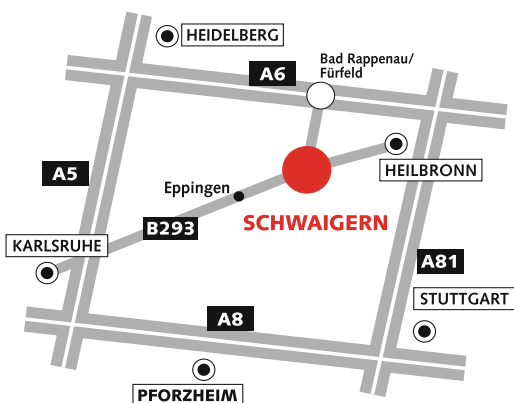 HEIDELBERG
Bad Rappenau/
Fürfeld
A6
HEILBRONN
A5
Eppingen
SCHWAIGERN
B293
KARLSRUHE
A81
STUTTGART
A8
PFORZHEIM